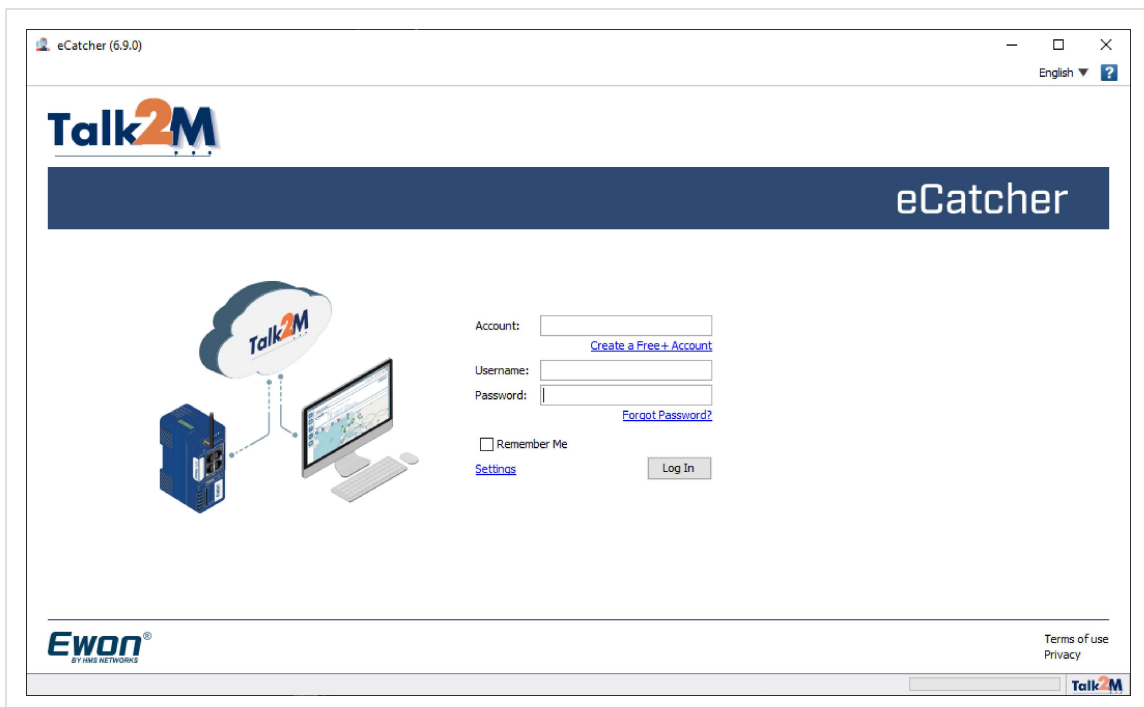 eCatcher (6.9.0)
English ▼ ?
Talk2M
eCatcher
Talk2M
Account:
Create a Free+ Account
Username:
Password:
Forgot Password?
Remember Me
Settings
Log In
Ewon®
BY HMS NETWORKS
Terms of use
Privacy
Talk2M